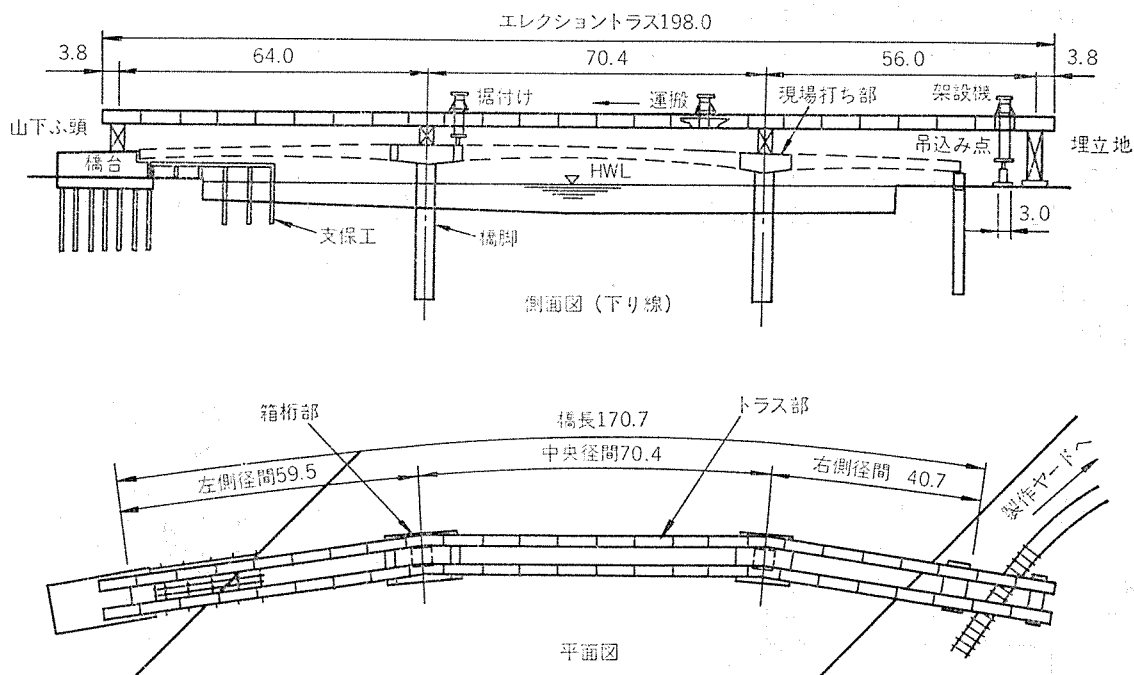 エレクショントラス198.0
3.8
64.0
70.4
56.0
3.8
据付け
運搬
現場打ち部
架設機
山下ふ頭
橋台
吊込み点
埋立地
HWL
3.0
支保工
橋脚
側面図（下り線）
箱桁部
橋長170.7
トラス部
左側径間59.5
中央径間70.4
右側径間 40.7
製作ヤードへ
平面図